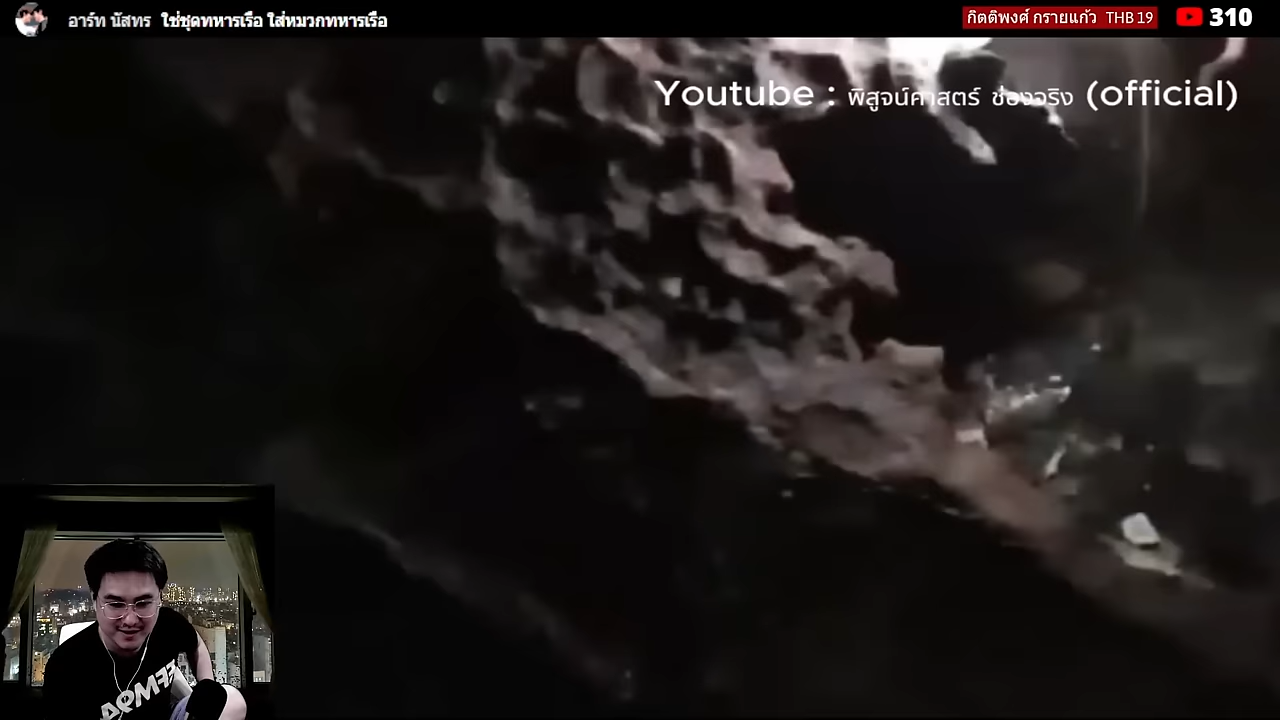 อาร์ท นัสทร ใช่ชุดทหารเรือ ใส่หมวกทหารเรือ
กิตติพงศ์ กรายแก้ว THB 19
310
Youtube : พิสูจน์ศาสตร์ ช่องจริง (official)